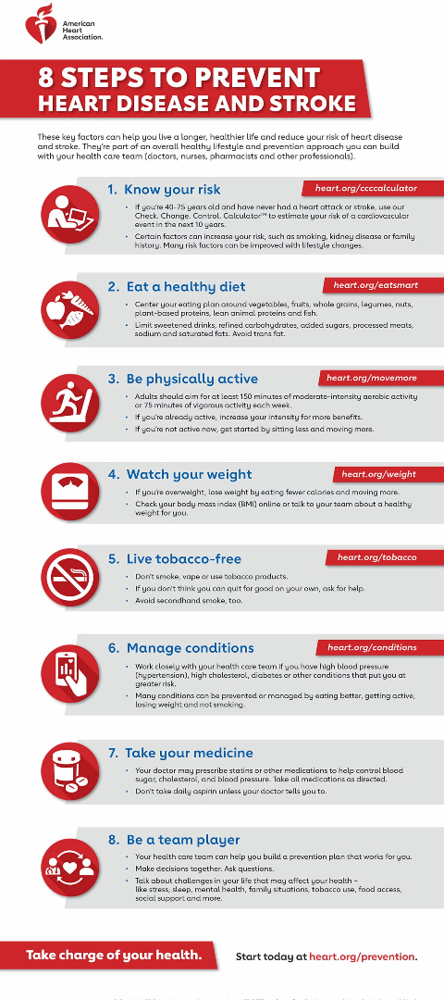 American
Heart
Association.
8 STEPS TO PREVENT
HEART DISEASE AND STROKE
These key factors can help you live a longer, healthier life and reduce your risk of heart disease
and stroke. They're part of an overall healthy lifestyle and prevention approach you can build
with your health care team (doctors, nurses, pharmacists and other professionals).
1. Know your risk
heart.org/ccccalculator
• If you're 40-75 years old and have never had a heart attack or stroke, use our
Check. Change. Control. Calculator™ to estimate your risk of a cardiovascular
event in the next 10 years.
• Certain factors can increase your risk, such as smoking, kidney disease or family
history. Many risk factors can be improved with lifestyle changes.
2. Eat a healthy diet
heart.org/eatsmart
• Center your eating plan around vegetables, fruits, whole grains, legumes, nuts,
plant-based proteins, lean animal proteins and fish.
• Limit sweetened drinks, refined carbohydrates, added sugars, processed meats,
sodium and saturated fats. Avoid trans fat.
3. Be physically active
heart.org/movemore
• Adults should aim for at least 150 minutes of moderate-intensity aerobic activity
or 75 minutes of vigorous activity each week.
• If you're already active, increase your intensity for more benefits.
• If you're not active now, get started by sitting less and moving more.
4. Watch your weight
heart.org/weight
• If you're overweight, lose weight by eating fewer calories and moving more.
• Check your body mass index (BMI) online or talk to your team about a healthy
weight for you.
5. Live tobacco-free
heart.org/tobacco
• Don't smoke, vape or use tobacco products.
• If you don't think you can quit for good on your own, ask for help.
• Avoid secondhand smoke, too.
6. Manage conditions
heart.org/conditions
• Work closely with your health care team if you have high blood pressure
(hypertension), high cholesterol, diabetes or other conditions that put you at
greater risk.
• Many conditions can be prevented or managed by eating better, getting active,
losing weight and not smoking.
7. Take your medicine
• Your doctor may prescribe statins or other medications to help control blood
sugar, cholesterol, and blood pressure. Take all medications as directed.
• Don't take daily aspirin unless your doctor tells you to.
8. Be a team player
• Your health care team can help you build a prevention plan that works for you.
• Make decisions together. Ask questions.
• Talk about challenges in your life that may affect your health –
like stress, sleep, mental health, family situations, tobacco use, food access,
social support and more.
Take charge of your health.
Start today at heart.org/prevention.